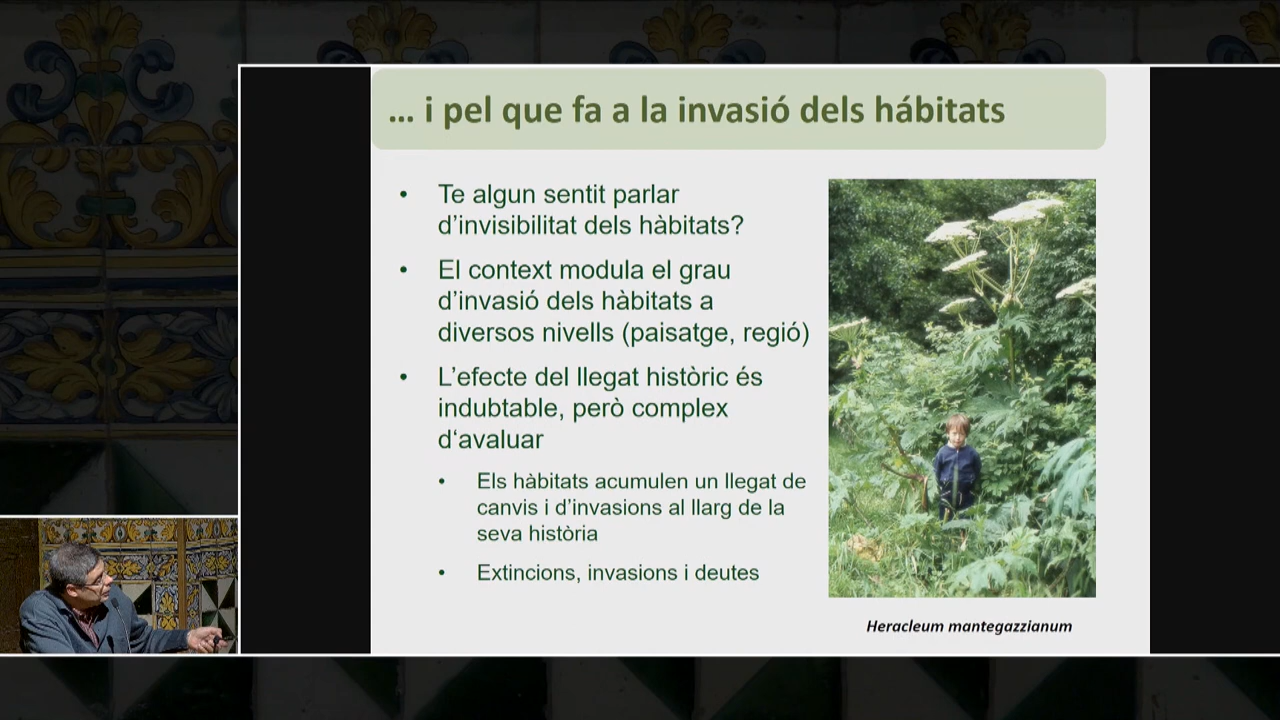 ... i pel que fa a la invasió dels hábitats
• Te algun sentit parlar
d’invisibilitat dels hàbitats?
• El context modula el grau
d’invasió dels hàbitats a
diversos nivells (paisatge, regió)
• L’efecte del llegat històric és
indubtable, però complex
d‘avaluar
• Els hàbitats acumulen un llegat de
canvis i d’invasions al llarg de la
seva història
• Extincions, invasions i deutes
Heracleum mantegazzianum